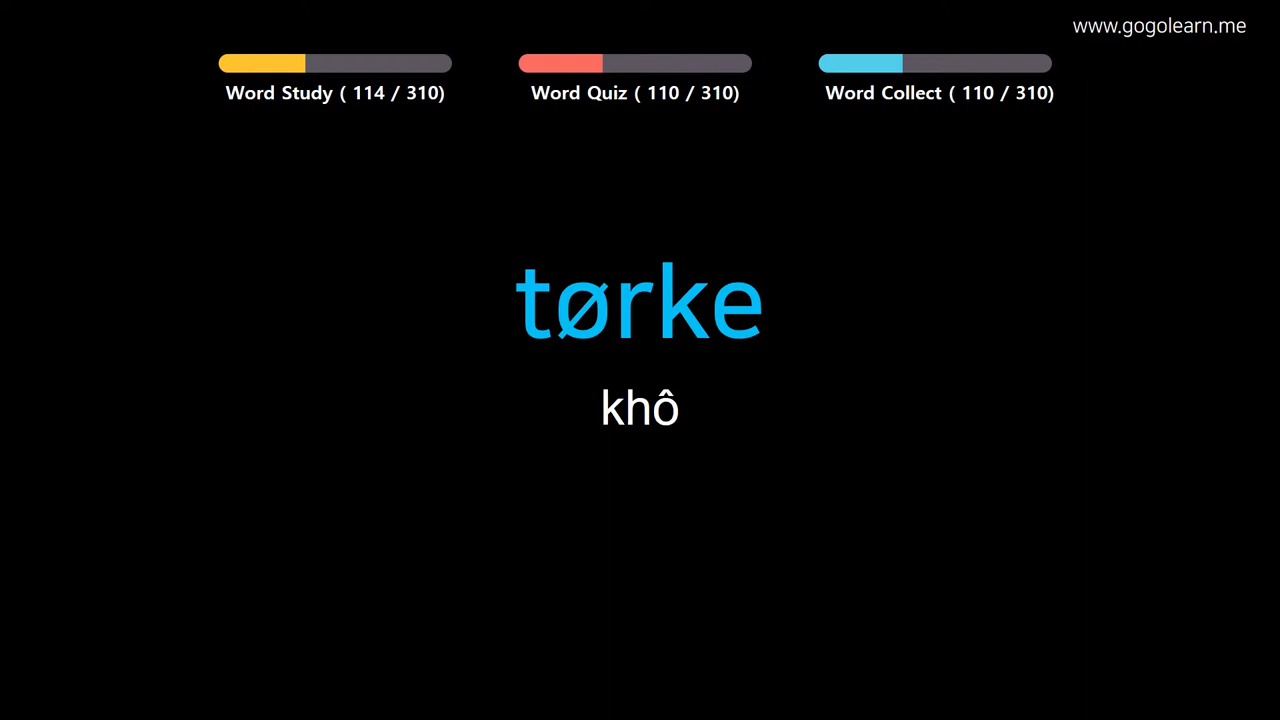 www.gogolearn.me
Word Study ( 114 / 310)
Word Quiz ( 110 / 310)
Word Collect ( 110 / 310)
tørke
khô